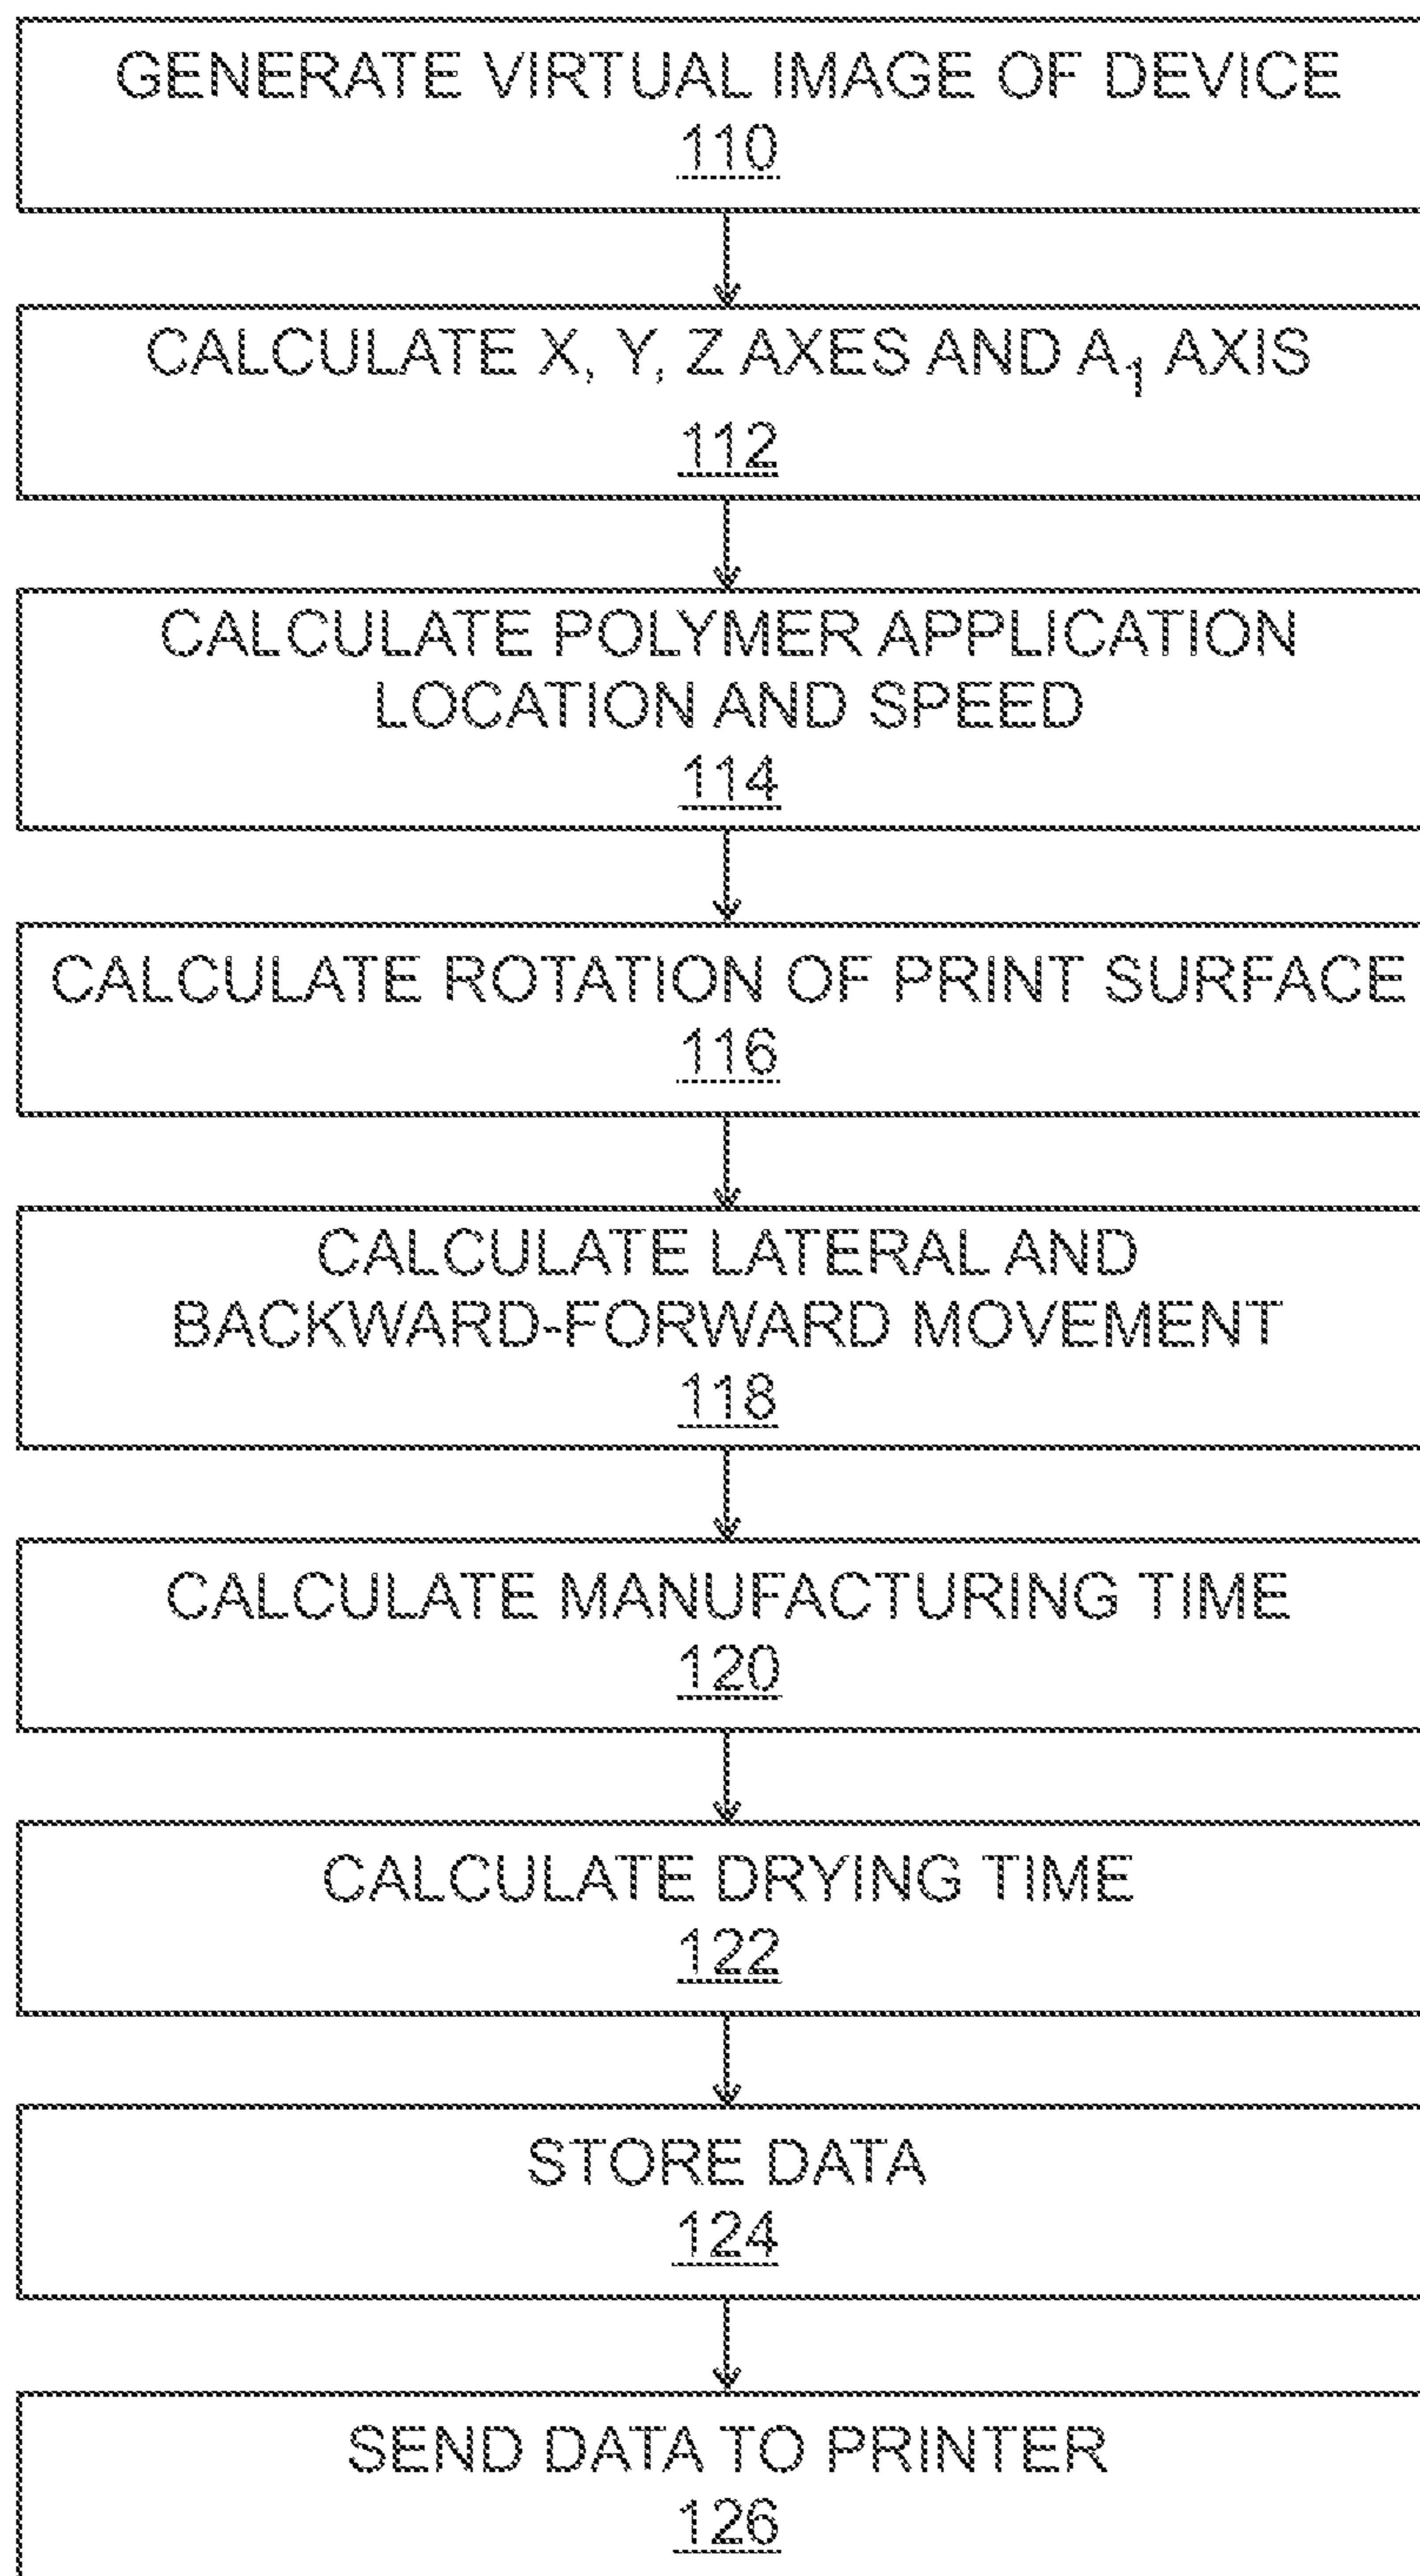 GENERATE VIRTUAL IMAGE OF DEVICE
110
CALCULATE X, Y, Z AXES AND A₁ AXIS
112
CALCULATE POLYMER APPLICATION
LOCATION AND SPEED
114
CALCULATE ROTATION OF PRINT SURFACE
116
CALCULATE LATERAL AND
BACKWARD-FORWARD MOVEMENT
118
CALCULATE MANUFACTURING TIME
120
CALCULATE DRYING TIME
122
STORE DATA
124
SEND DATA TO PRINTER
126